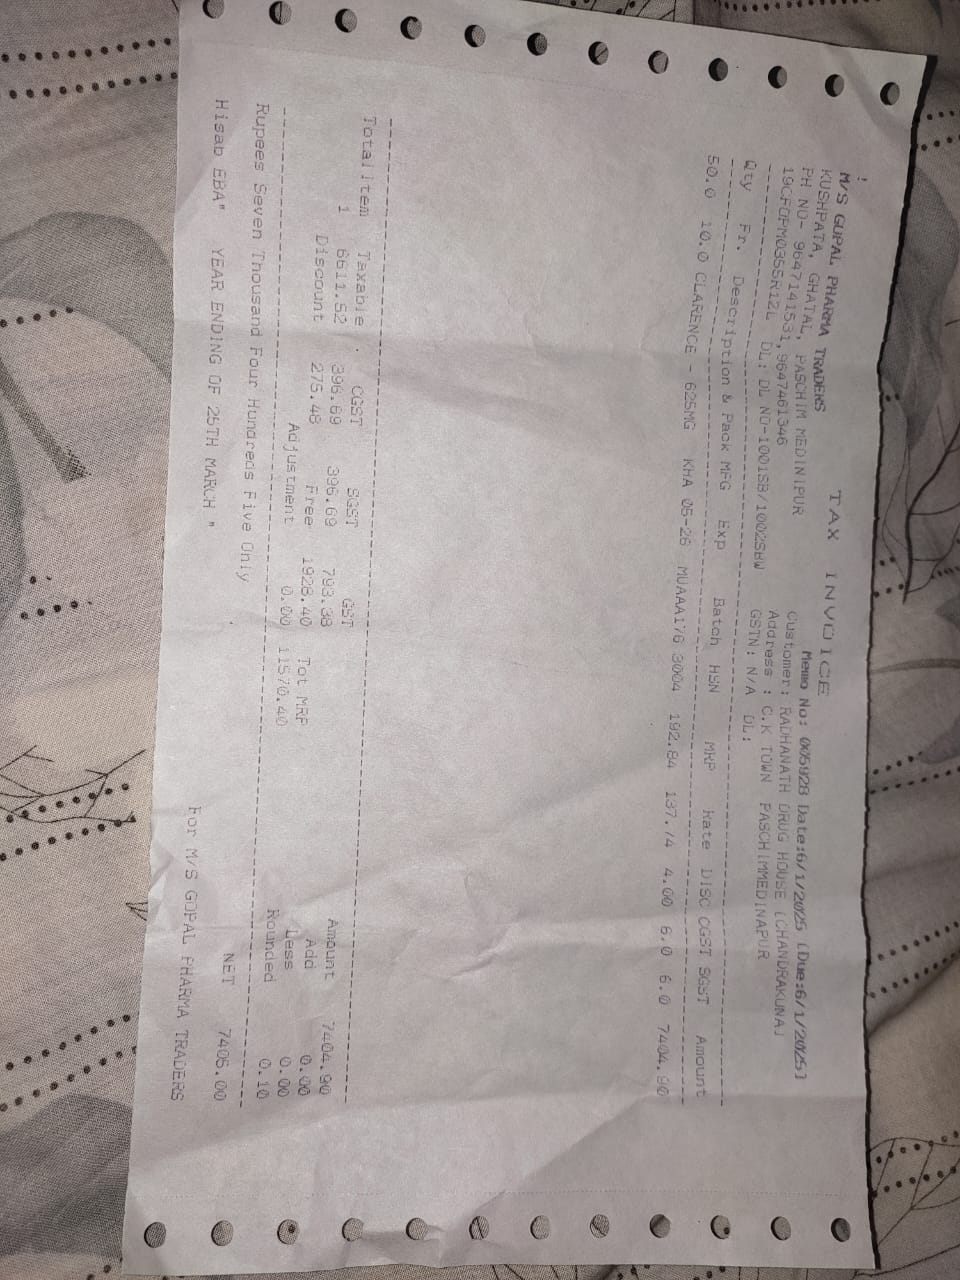 !
M/S GOPAL PHARMA TRADERS TAX INVOICE
KUSHPATA, GHATAL, PASCHIM MEDINIPUR Memo No: 005928 Date:6/1/2025 [Due:6/1/2025]
PH NO- 9647141531,9647461346 Customer: RADHANATH DRUG HOUSE [CHANDRAKUNA]
DL: DL NO-1001SB/1002SBW Address : C.K TOWN PASCHIMMEDINAPUR
GSTN: N/A DL:
Qty Fr. Description & Pack MFG Exp Batch HSN MRP Rate DISC CGST SGST Amount
50.0 10.0 CLARENCE - 625MG KHA 05-26 MUAAA176 3004 192.84 137.74 4.00 6.0 6.0 7404.90
Total Item Taxable CGST SGST GST Amount 7404.90
1 6611.52 396.69 396.69 793.38 Add 0.00
Discount 275.48 Free 1928.40 Tot MRP Less 0.00
Adjustment 0.00 11570.40 Rounded 0.10
Rupees Seven Thousand Four Hundreds Five Only NET 7405.00
Hisab EBA" YEAR ENDING OF 25TH MARCH " For M/S GOPAL PHARMA TRADERS